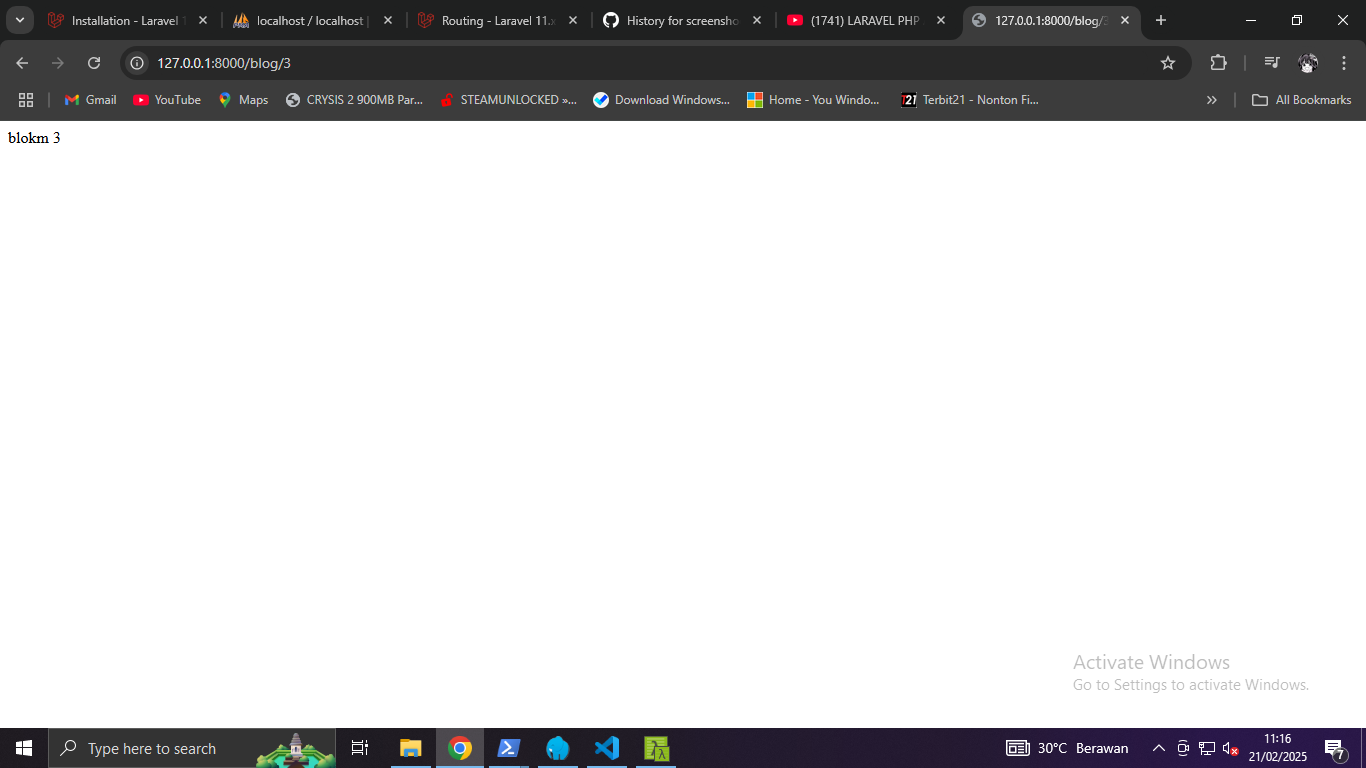 Installation - Laravel 1
localhost / localhost |
Routing - Laravel 11.x
History for screensho
(1741) LARAVEL PHP
127.0.0.1:8000/blog/3
127.0.0.1:8000/blog/3
Gmail
YouTube
Maps
CRYSIS 2 900MB Par...
STEAMUNLOCKED »...
Download Windows...
Home - You Windo...
T21
Terbit21 - Nonton Fi...
»
All Bookmarks
blokm 3
Activate Windows
Go to Settings to activate Windows.
Type here to search
30°C Berawan
11:16
21/02/2025
7